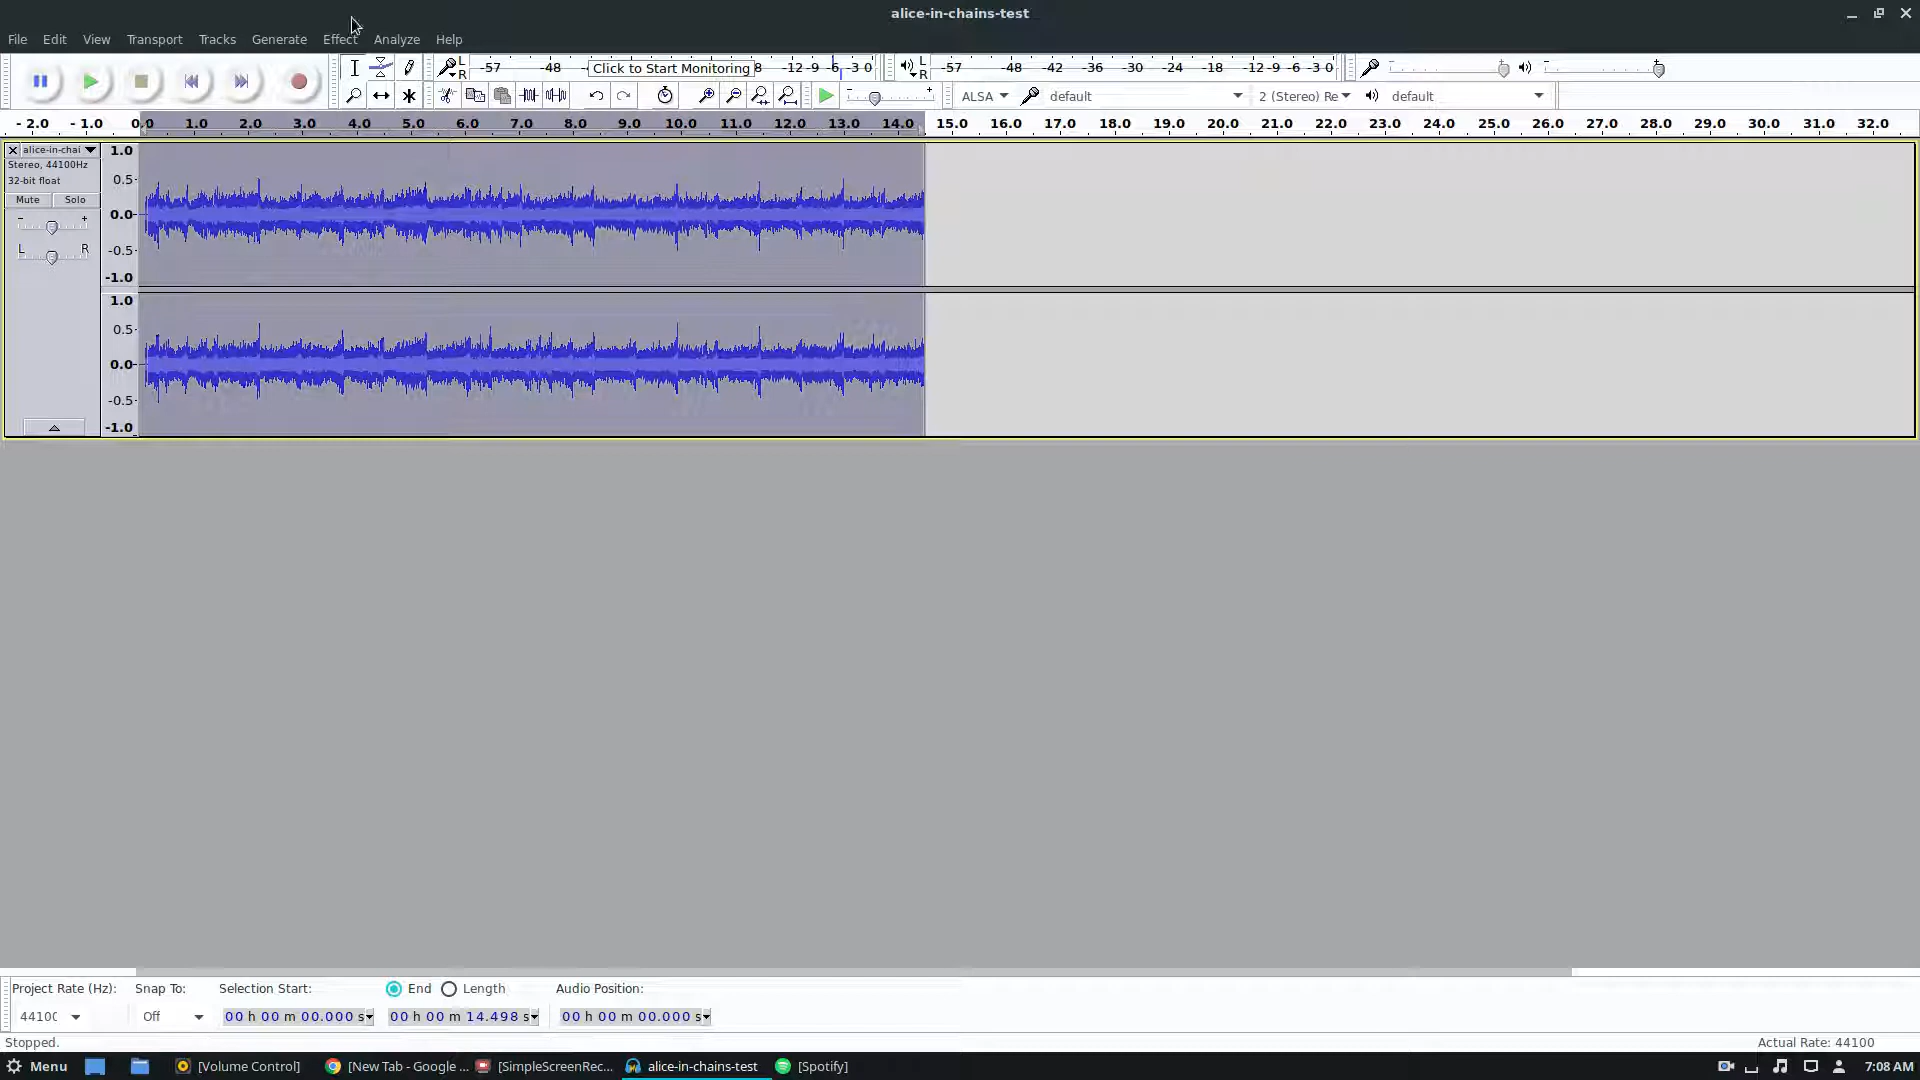 alice-in-chains-test
File Edit View Transport Tracks Generate Effect Analyze Help
L R -57 -48 Click to Start Monitoring 8 -12 -9 -6 -3 0 L R -57 -48 -42 -36 -30 -24 -18 -12 -9 -6 -3 0
ALSA default 2 (Stereo) Re default
- 2.0 - 1.0 0.0 1.0 2.0 3.0 4.0 5.0 6.0 7.0 8.0 9.0 10.0 11.0 12.0 13.0 14.0 15.0 16.0 17.0 18.0 19.0 20.0 21.0 22.0 23.0 24.0 25.0 26.0 27.0 28.0 29.0 30.0 31.0 32.0
alice-in-chai 1.0
Stereo, 44100Hz
32-bit float 0.5
Mute Solo
- + 0.0
L R -0.5
-1.0
1.0
0.5
0.0
-0.5
-1.0
Project Rate (Hz): Snap To: Selection Start: End Length Audio Position:
44100 Off 00 h 00 m 00.000 s 00 h 00 m 14.498 s 00 h 00 m 00.000 s
Stopped. Actual Rate: 44100
Menu [Volume Control] [New Tab - Google ... [SimpleScreenRec... alice-in-chains-test [Spotify] 7:08 AM